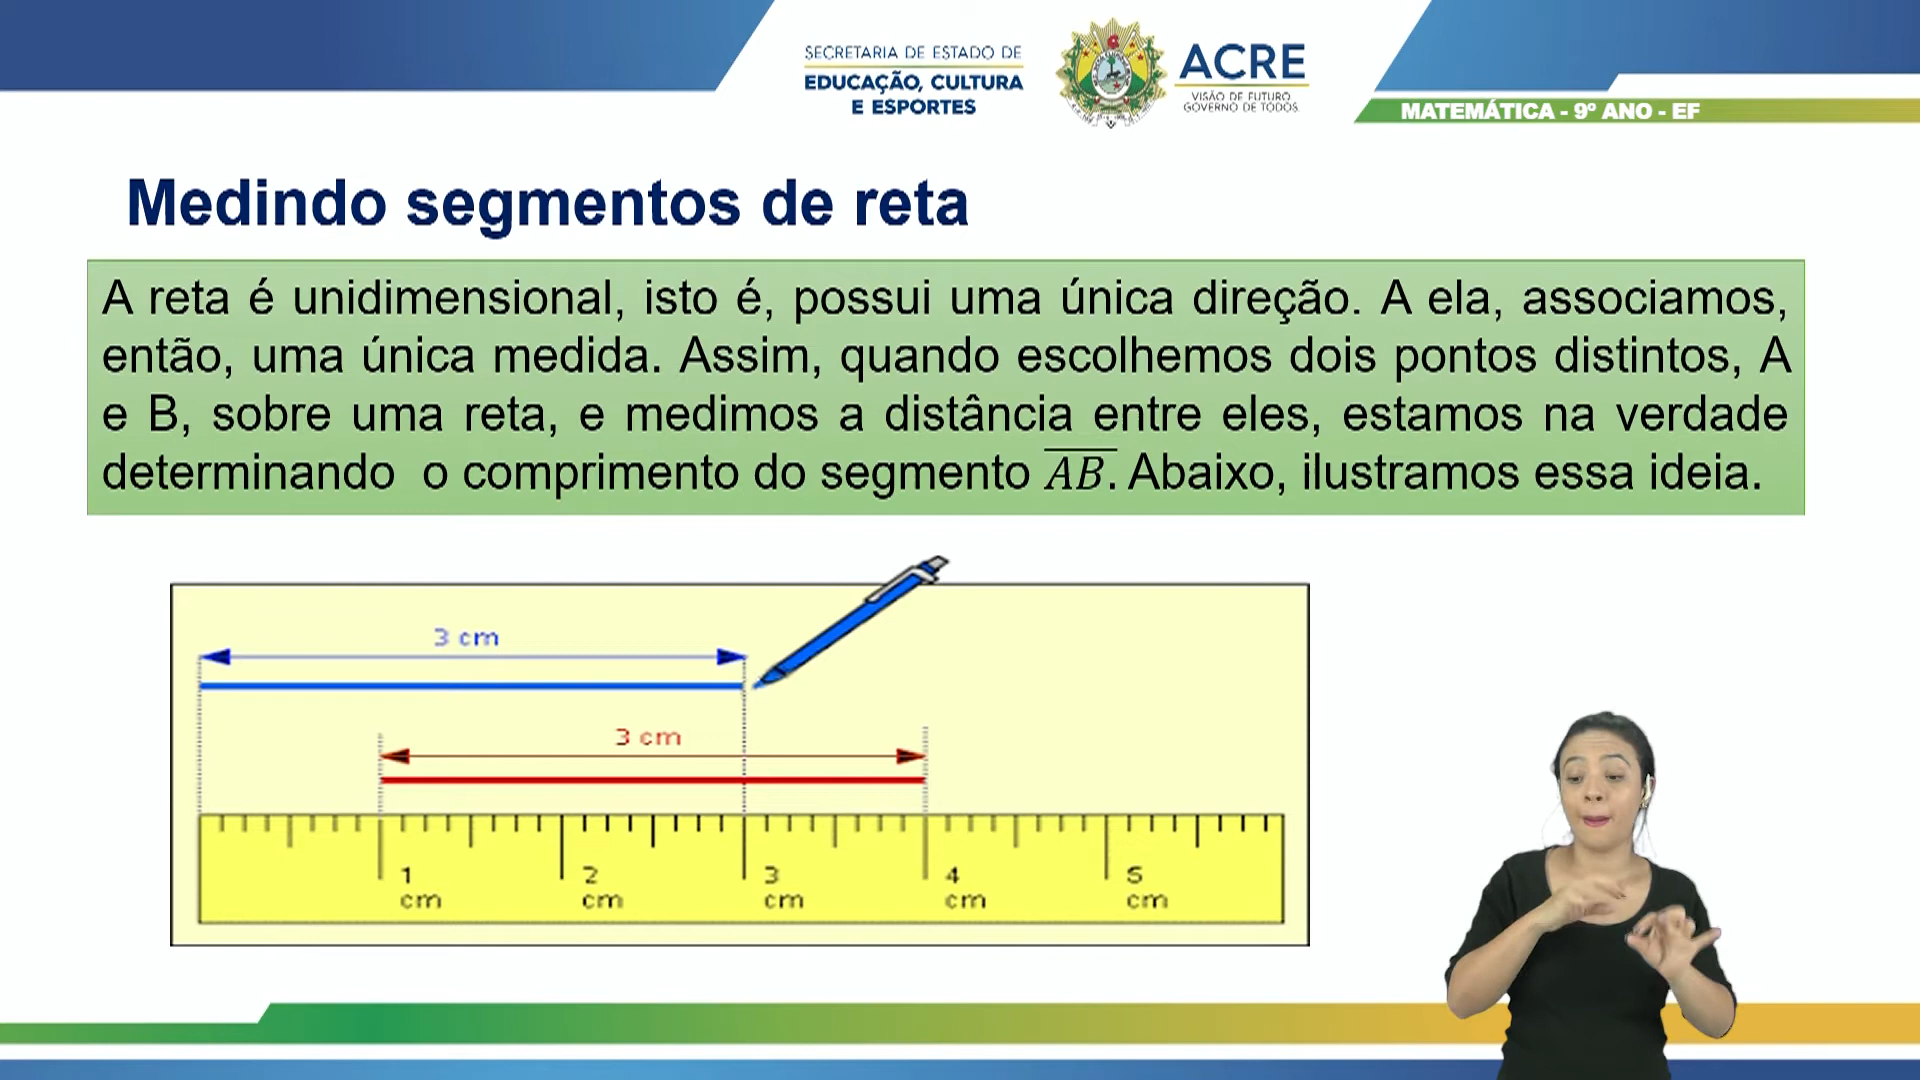 SECRETARIA DE ESTADO DE
EDUCAÇÃO, CULTURA
E ESPORTES
ACRE
VISÃO DE FUTURO.
GOVERNO DE TODOS.
MATEMÁTICA - 9º ANO - EF
Medindo segmentos de reta
A reta é unidimensional, isto é, possui uma única direção. A ela, associamos,
então, uma única medida. Assim, quando escolhemos dois pontos distintos, A
e B, sobre uma reta, e medimos a distância entre eles, estamos na verdade
determinando o comprimento do segmento A̅B̅. Abaixo, ilustramos essa ideia.
3 cm
3 cm
1 2 3 4 5
cm cm cm cm cm